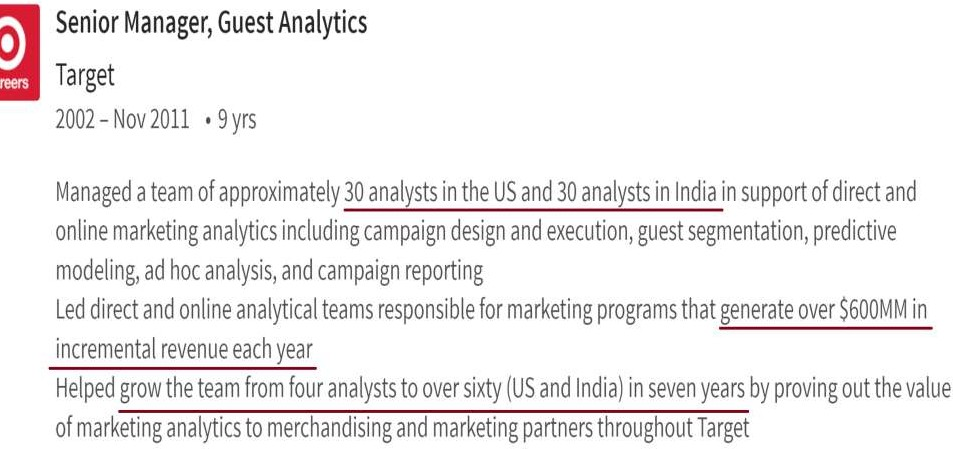 Senior Manager, Guest Analytics
reers
Target
2002 – Nov 2011 • 9 yrs
Managed a team of approximately 30 analysts in the US and 30 analysts in India in support of direct and
online marketing analytics including campaign design and execution, guest segmentation, predictive
modeling, ad hoc analysis, and campaign reporting
Led direct and online analytical teams responsible for marketing programs that generate over $600MM in
incremental revenue each year
Helped grow the team from four analysts to over sixty (US and India) in seven years by proving out the value
of marketing analytics to merchandising and marketing partners throughout Target